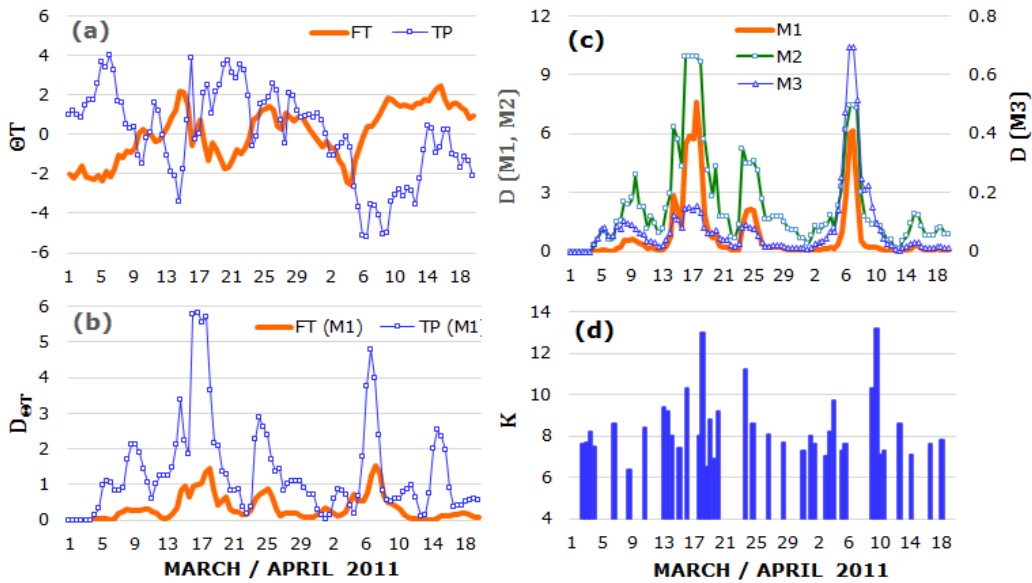 (a)
FT TP
6
4
2
0
-2
-4
-6
ΘT
1 5 9 13 17 21 25 29 2 6 10 14 18
MARCH / APRIL 2011
(c)
M1
M2
M3
12
9
6
3
0
D (M1, M2)
0.8
0.6
0.4
0.2
0
D (M3)
1 5 9 13 17 21 25 29 2 6 10 14 18
(b)
FT (M1) TP (M1)
6
5
4
3
2
1
0
DΘT
1 5 9 13 17 21 25 29 2 6 10 14 18
MARCH / APRIL 2011
(d)
14
12
10
8
6
4
K
1 5 9 13 17 21 25 29 2 6 10 14 18
MARCH / APRIL 2011